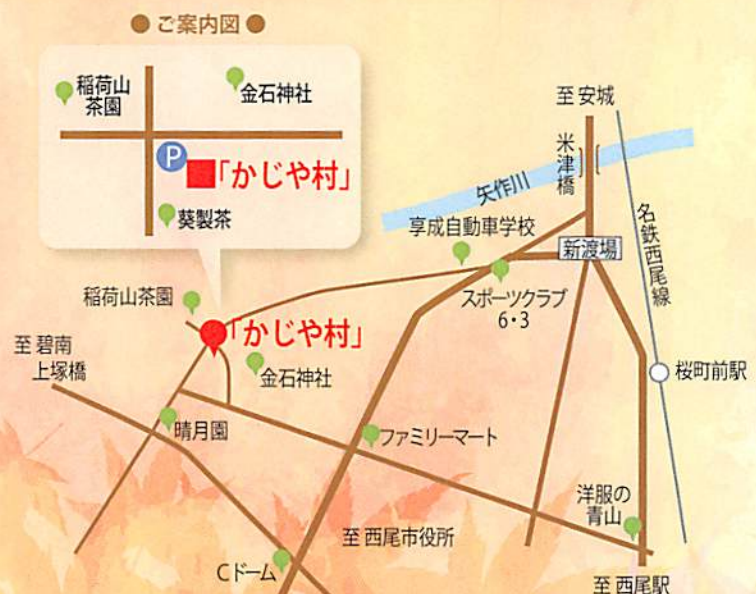 ● ご案内図 ●
稲荷山
茶園
金石神社
P
「かじや村」
葵製茶
至 安城
米津橋
矢作川
享成自動車学校
新渡場
名鉄西尾線
スポーツクラブ
6・3
稲荷山茶園
「かじや村」
至 碧南
上塚橋
金石神社
桜町前駅
晴月園
ファミリーマート
洋服の
青山
至 西尾市役所
Cドーム
至 西尾駅